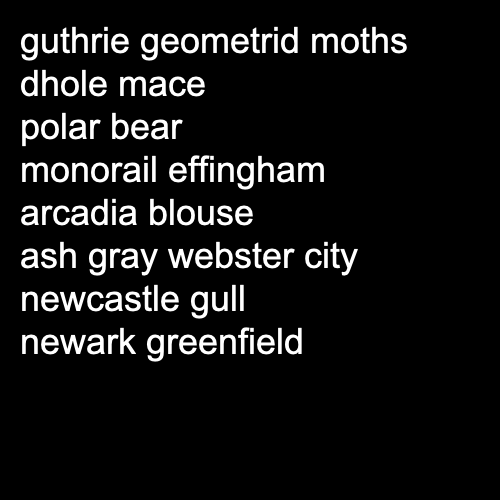 guthrie geometrid moths
dhole mace
polar bear
monorail effingham
arcadia blouse
ash gray webster city
newcastle gull
newark greenfield